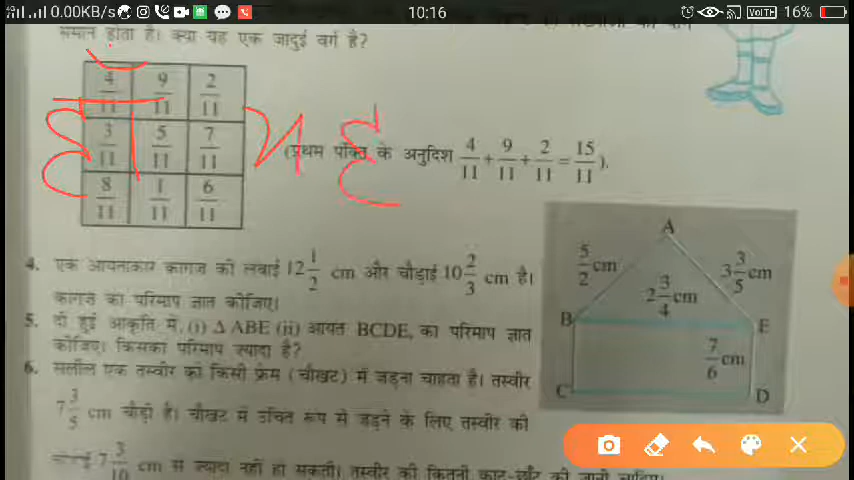 0.00KB/s 10:16 VoLTE 16%
समान होता है। क्या यह एक जादुई वर्ग है?
4/11 9/11 2/11
3/11 5/11 7/11
8/11 1/11 6/11
(प्रथम पंक्ति के अनुदिश 4/11 + 9/11 + 2/11 = 15/11).
4. एक आयताकार कागज़ की लंबाई 12 1/2 cm और चौड़ाई 10 2/3 cm है।
कागज़ का परिमाप ज्ञात कीजिए।
5. दी हुई आकृति में, (i) Δ ABE (ii) आयत BCDE, का परिमाप ज्ञात
कीजिए। किसका परिमाप ज्यादा है?
6. सलील एक तस्वीर को किसी फ्रेम (चौखट) में जड़ना चाहता है। तस्वीर
7 3/5 cm चौड़ी है। चौखट में उचित रूप से जड़ने के लिए तस्वीर की
7 3/10 cm से ज्यादा नहीं हो सकती। तस्वीर की कितनी काट-छाँट की जानी चाहिए।
A
5/2 cm 3 3/5 cm
2 3/4 cm
B E
7/6 cm
C D